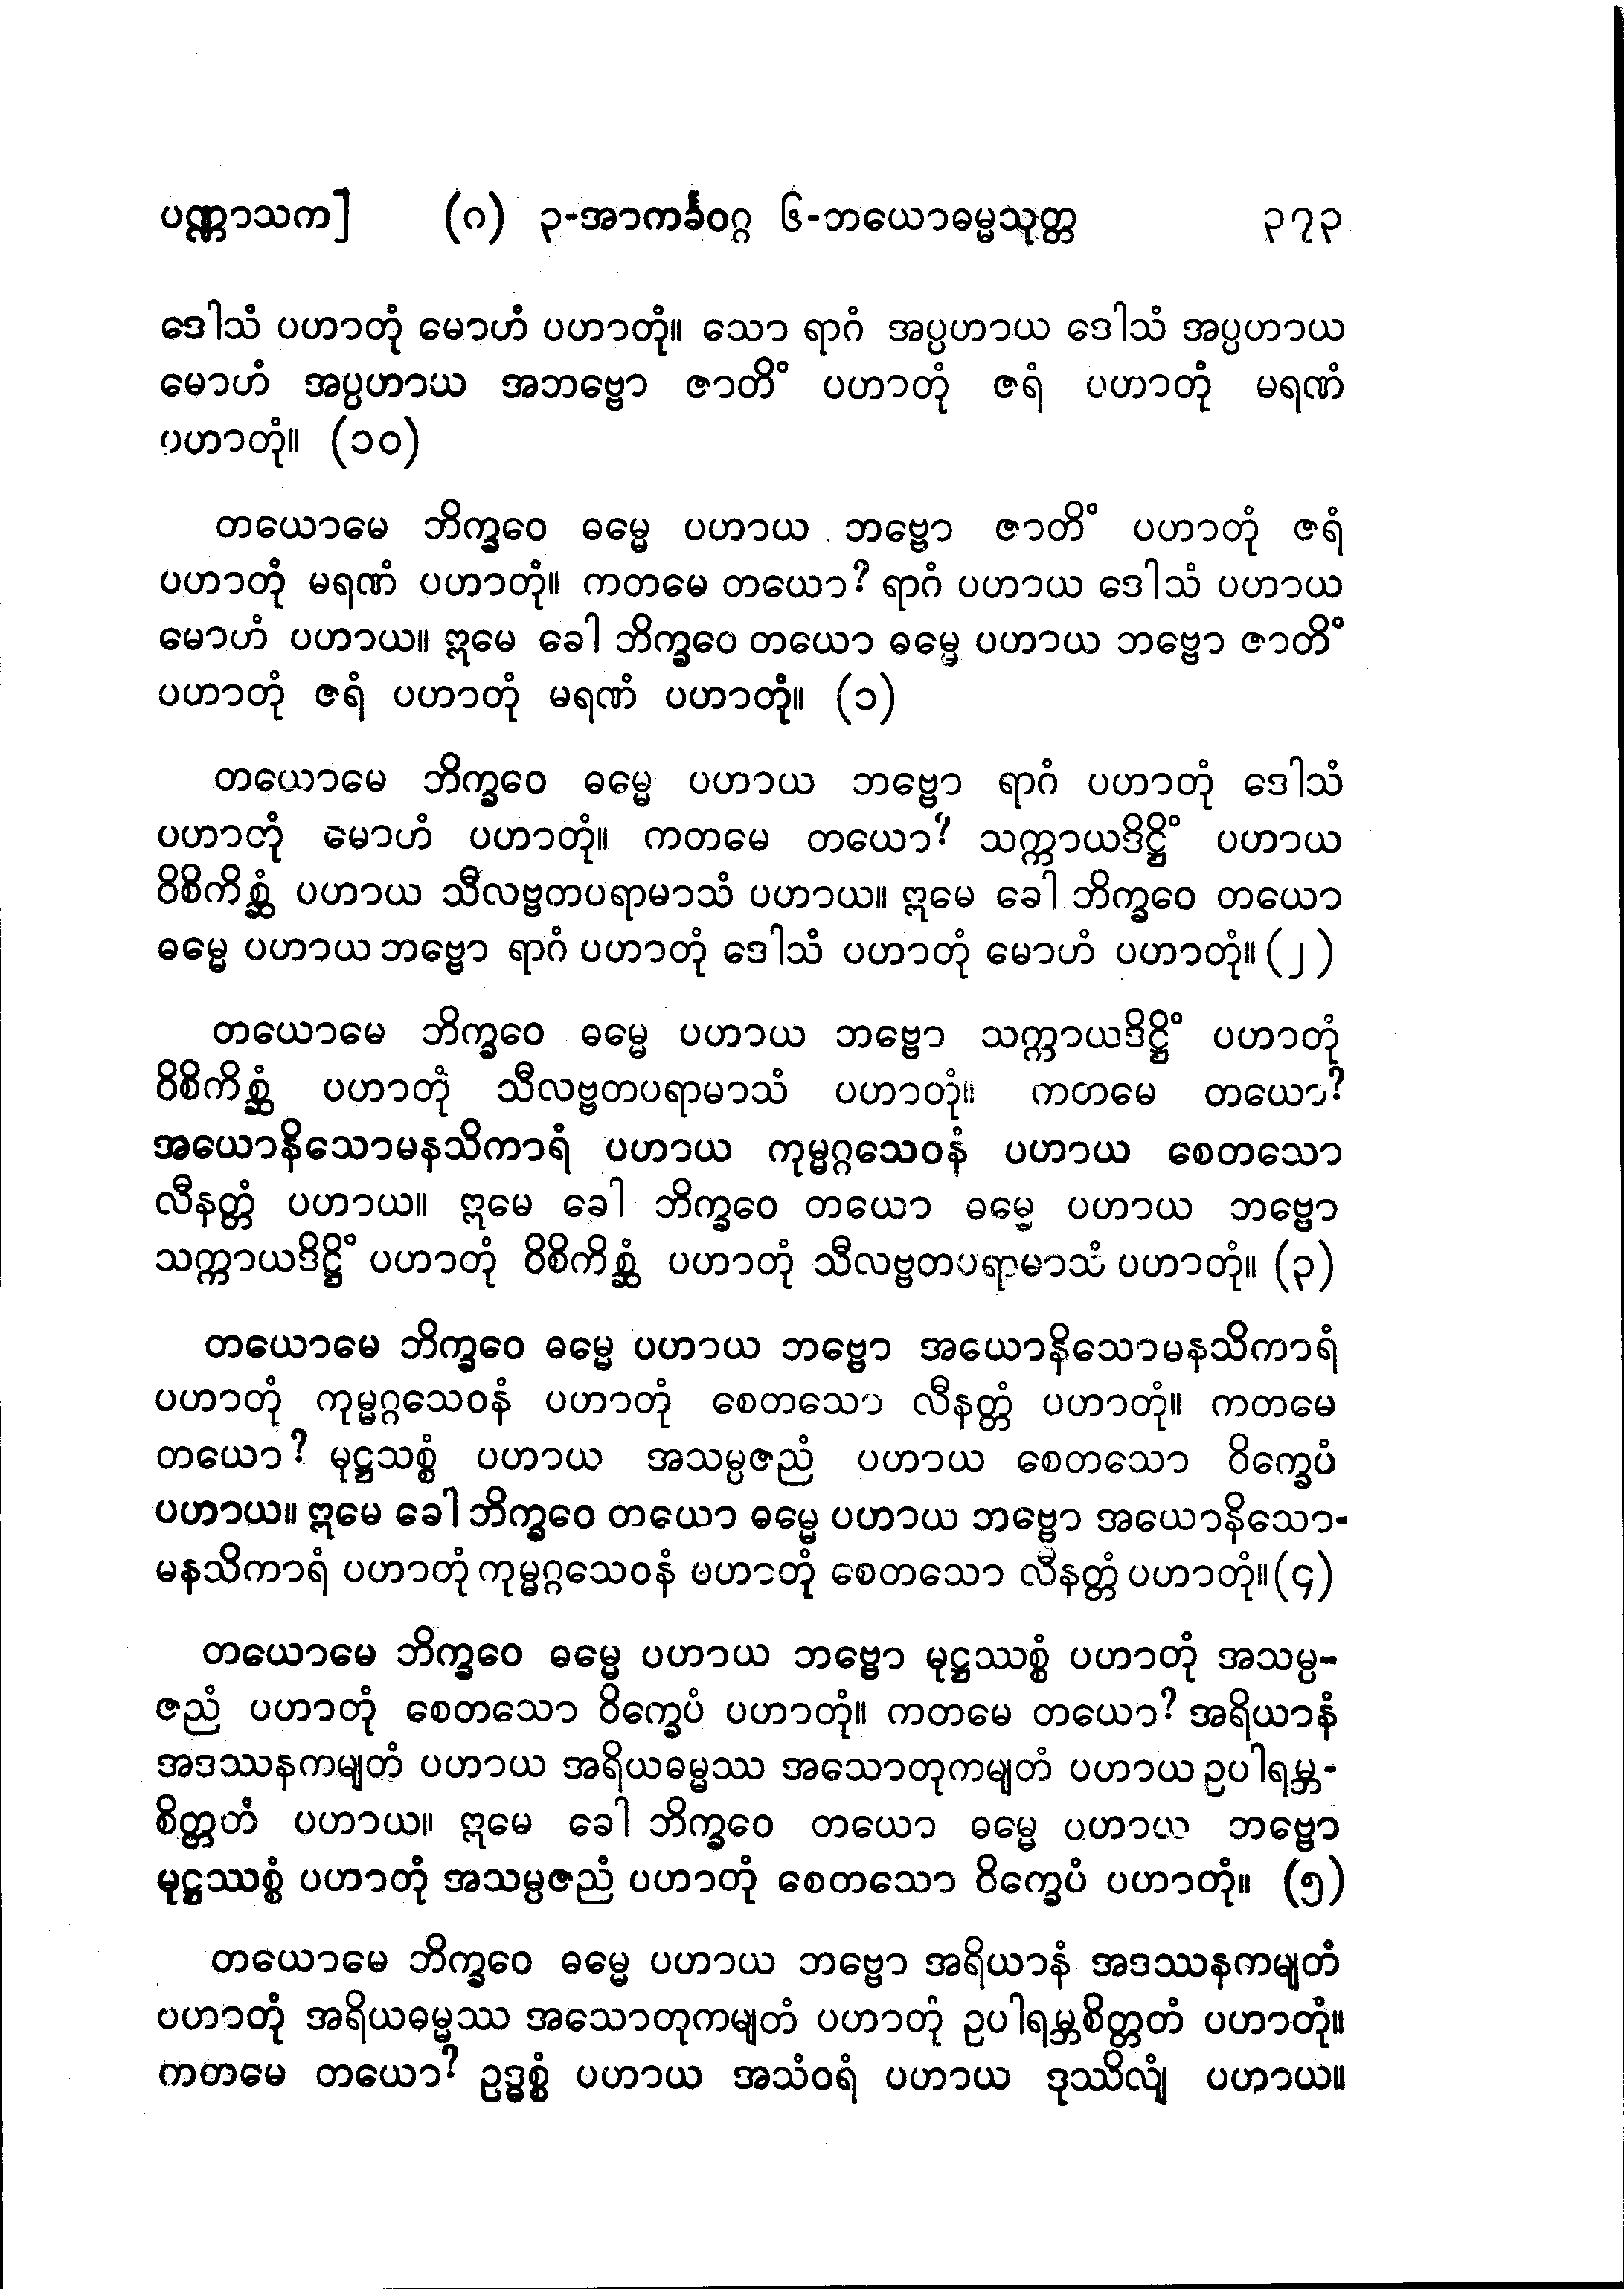 ပဏ္ဏာသက] (ဂ) ၃-အာကင်္ခဝဂ္ဂ ၆-တယောဓမ္မသုတ္တ ၃၇၃
ဒေါသံ ပဟာတုံ မောဟံ ပဟာတုံ။ သော ရာဂံ အပ္ပဟာယ ဒေါသံ အပ္ပဟာယ
မောဟံ အပ္ပဟာယ အဘဗ္ဗော ဇာတိံ ပဟာတုံ ဇရံ ပဟာတုံ မရဏံ
ပဟာတုံ။ (၁၀)
တယောမေ ဘိက္ခဝေ ဓမ္မေ ပဟာယ ဘဗ္ဗော ဇာတိံ ပဟာတုံ ဇရံ
ပဟာတုံ မရဏံ ပဟာတုံ။ ကတမေ တယော? ရာဂံ ပဟာယ ဒေါသံ ပဟာယ
မောဟံ ပဟာယ။ ဣမေ ခေါ ဘိက္ခဝေ တယော ဓမ္မေ ပဟာယ ဘဗ္ဗော ဇာတိံ
ပဟာတုံ ဇရံ ပဟာတုံ မရဏံ ပဟာတုံ။ (၁)
တယောမေ ဘိက္ခဝေ ဓမ္မေ ပဟာယ ဘဗ္ဗော ရာဂံ ပဟာတုံ ဒေါသံ
ပဟာတုံ မောဟံ ပဟာတုံ။ ကတမေ တယော? သက္ကာယဒိဋ္ဌိံ ပဟာယ
ဝိစိကိစ္ဆံ ပဟာယ သီလဗ္ဗတပရာမာသံ ပဟာယ။ ဣမေ ခေါ ဘိက္ခဝေ တယော
ဓမ္မေ ပဟာယ ဘဗ္ဗော ရာဂံ ပဟာတုံ ဒေါသံ ပဟာတုံ မောဟံ ပဟာတုံ။ (၂)
တယောမေ ဘိက္ခဝေ ဓမ္မေ ပဟာယ ဘဗ္ဗော သက္ကာယဒိဋ္ဌိံ ပဟာတုံ
ဝိစိကိစ္ဆံ ပဟာတုံ သီလဗ္ဗတပရာမာသံ ပဟာတုံ။ ကတမေ တယော?
အယောနိသောမနသိကာရံ ပဟာယ ကုမ္မဂ္ဂသေဝနံ ပဟာယ စေတသော
လီနတ္တံ ပဟာယ။ ဣမေ ခေါ ဘိက္ခဝေ တယော ဓမ္မေ ပဟာယ ဘဗ္ဗော
သက္ကာယဒိဋ္ဌိံ ပဟာတုံ ဝိစိကိစ္ဆံ ပဟာတုံ သီလဗ္ဗတပရာမာသံ ပဟာတုံ။ (၃)
တယောမေ ဘိက္ခဝေ ဓမ္မေ ပဟာယ ဘဗ္ဗော အယောနိသောမနသိကာရံ
ပဟာတုံ ကုမ္မဂ္ဂသေဝနံ ပဟာတုံ စေတသော လီနတ္တံ ပဟာတုံ။ ကတမေ
တယော? မုဋ္ဌသစ္စံ ပဟာယ အသမ္ပဇညံ ပဟာယ စေတသော ဝိက္ခေပံ
ပဟာယ။ ဣမေ ခေါ ဘိက္ခဝေ တယော ဓမ္မေ ပဟာယ ဘဗ္ဗော အယောနိသော-
မနသိကာရံ ပဟာတုံ ကုမ္မဂ္ဂသေဝနံ ပဟာတုံ စေတသော လီနတ္တံ ပဟာတုံ။ (၄)
တယောမေ ဘိက္ခဝေ ဓမ္မေ ပဟာယ ဘဗ္ဗော မုဋ္ဌဿစ္စံ ပဟာတုံ အသမ္ပ-
ဇညံ ပဟာတုံ စေတသော ဝိက္ခေပံ ပဟာတုံ။ ကတမေ တယော? အရိယာနံ
အဒဿနကမျတံ ပဟာယ အရိယဓမ္မဿ အသောတုကမျတံ ပဟာယ ဥပါရမ္ဘ-
စိတ္တတံ ပဟာယ။ ဣမေ ခေါ ဘိက္ခဝေ တယော ဓမ္မေ ပဟာယ ဘဗ္ဗော
မုဋ္ဌဿစ္စံ ပဟာတုံ အသမ္ပဇညံ ပဟာတုံ စေတသော ဝိက္ခေပံ ပဟာတုံ။ (၅)
တယောမေ ဘိက္ခဝေ ဓမ္မေ ပဟာယ ဘဗ္ဗော အရိယာနံ အဒဿနကမျတံ
ပဟာတုံ အရိယဓမ္မဿ အသောတုကမျတံ ပဟာတုံ ဥပါရမ္ဘစိတ္တတံ ပဟာတုံ။
ကတမေ တယော? ဥဒ္ဓစ္စံ ပဟာယ အသံဝရံ ပဟာယ ဒုဿိလျံ ပဟာယ။